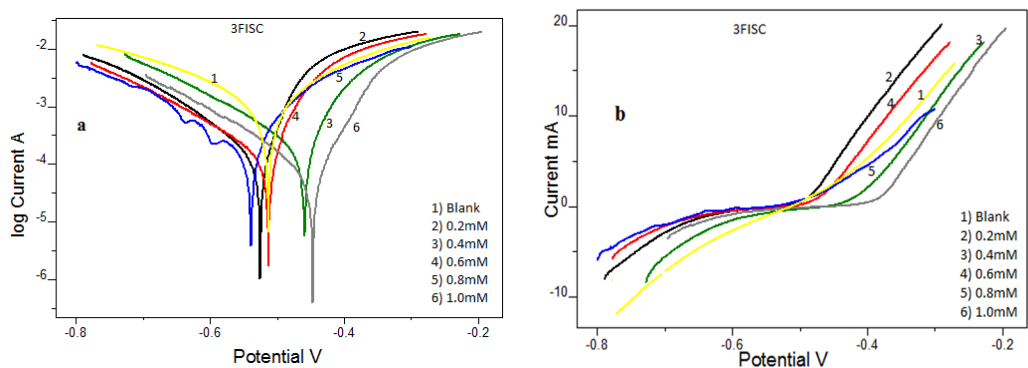 3FISC
-2
-3
-4
-5
-6
log Current A
a
1
2
5
4
3
6
1) Blank
2) 0.2mM
3) 0.4mM
4) 0.6mM
5) 0.8mM
6) 1.0mM
-0.8
-0.6
-0.4
-0.2
Potential V
3FISC
20
10
0
-10
Current mA
b
2
3
4
1
5
6
1) Blank
2) 0.2mM
3) 0.4mM
4) 0.6mM
5) 0.8mM
6) 1.0mM
-0.8
-0.6
-0.4
-0.2
Potential V